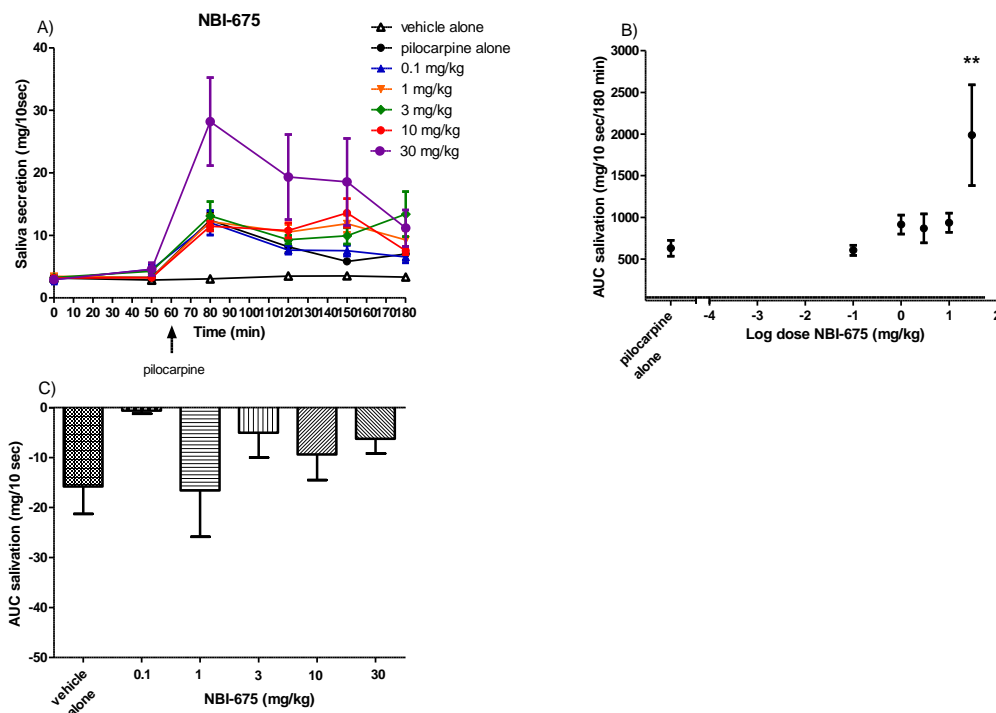 A)
NBI-675
Saliva secretion (mg/10sec)
40
30
20
10
0
0 10 20 30 40 50 60 70 80 90 100 110 120 130 140 150 160 170 180
Time (min)
pilocarpine
vehicle alone
pilocarpine alone
0.1 mg/kg
1 mg/kg
3 mg/kg
10 mg/kg
30 mg/kg
B)
AUC salivation (mg/10 sec/180 min)
3000
2500
2000
1500
1000
500
**
pilocarpine
alone
-4 -3 -2 -1 0 1 2
Log dose NBI-675 (mg/kg)
C)
AUC salivation (mg/10 sec)
0
-10
-20
-30
-40
-50
vehicle
alone
0.1 1 3 10 30
NBI-675 (mg/kg)